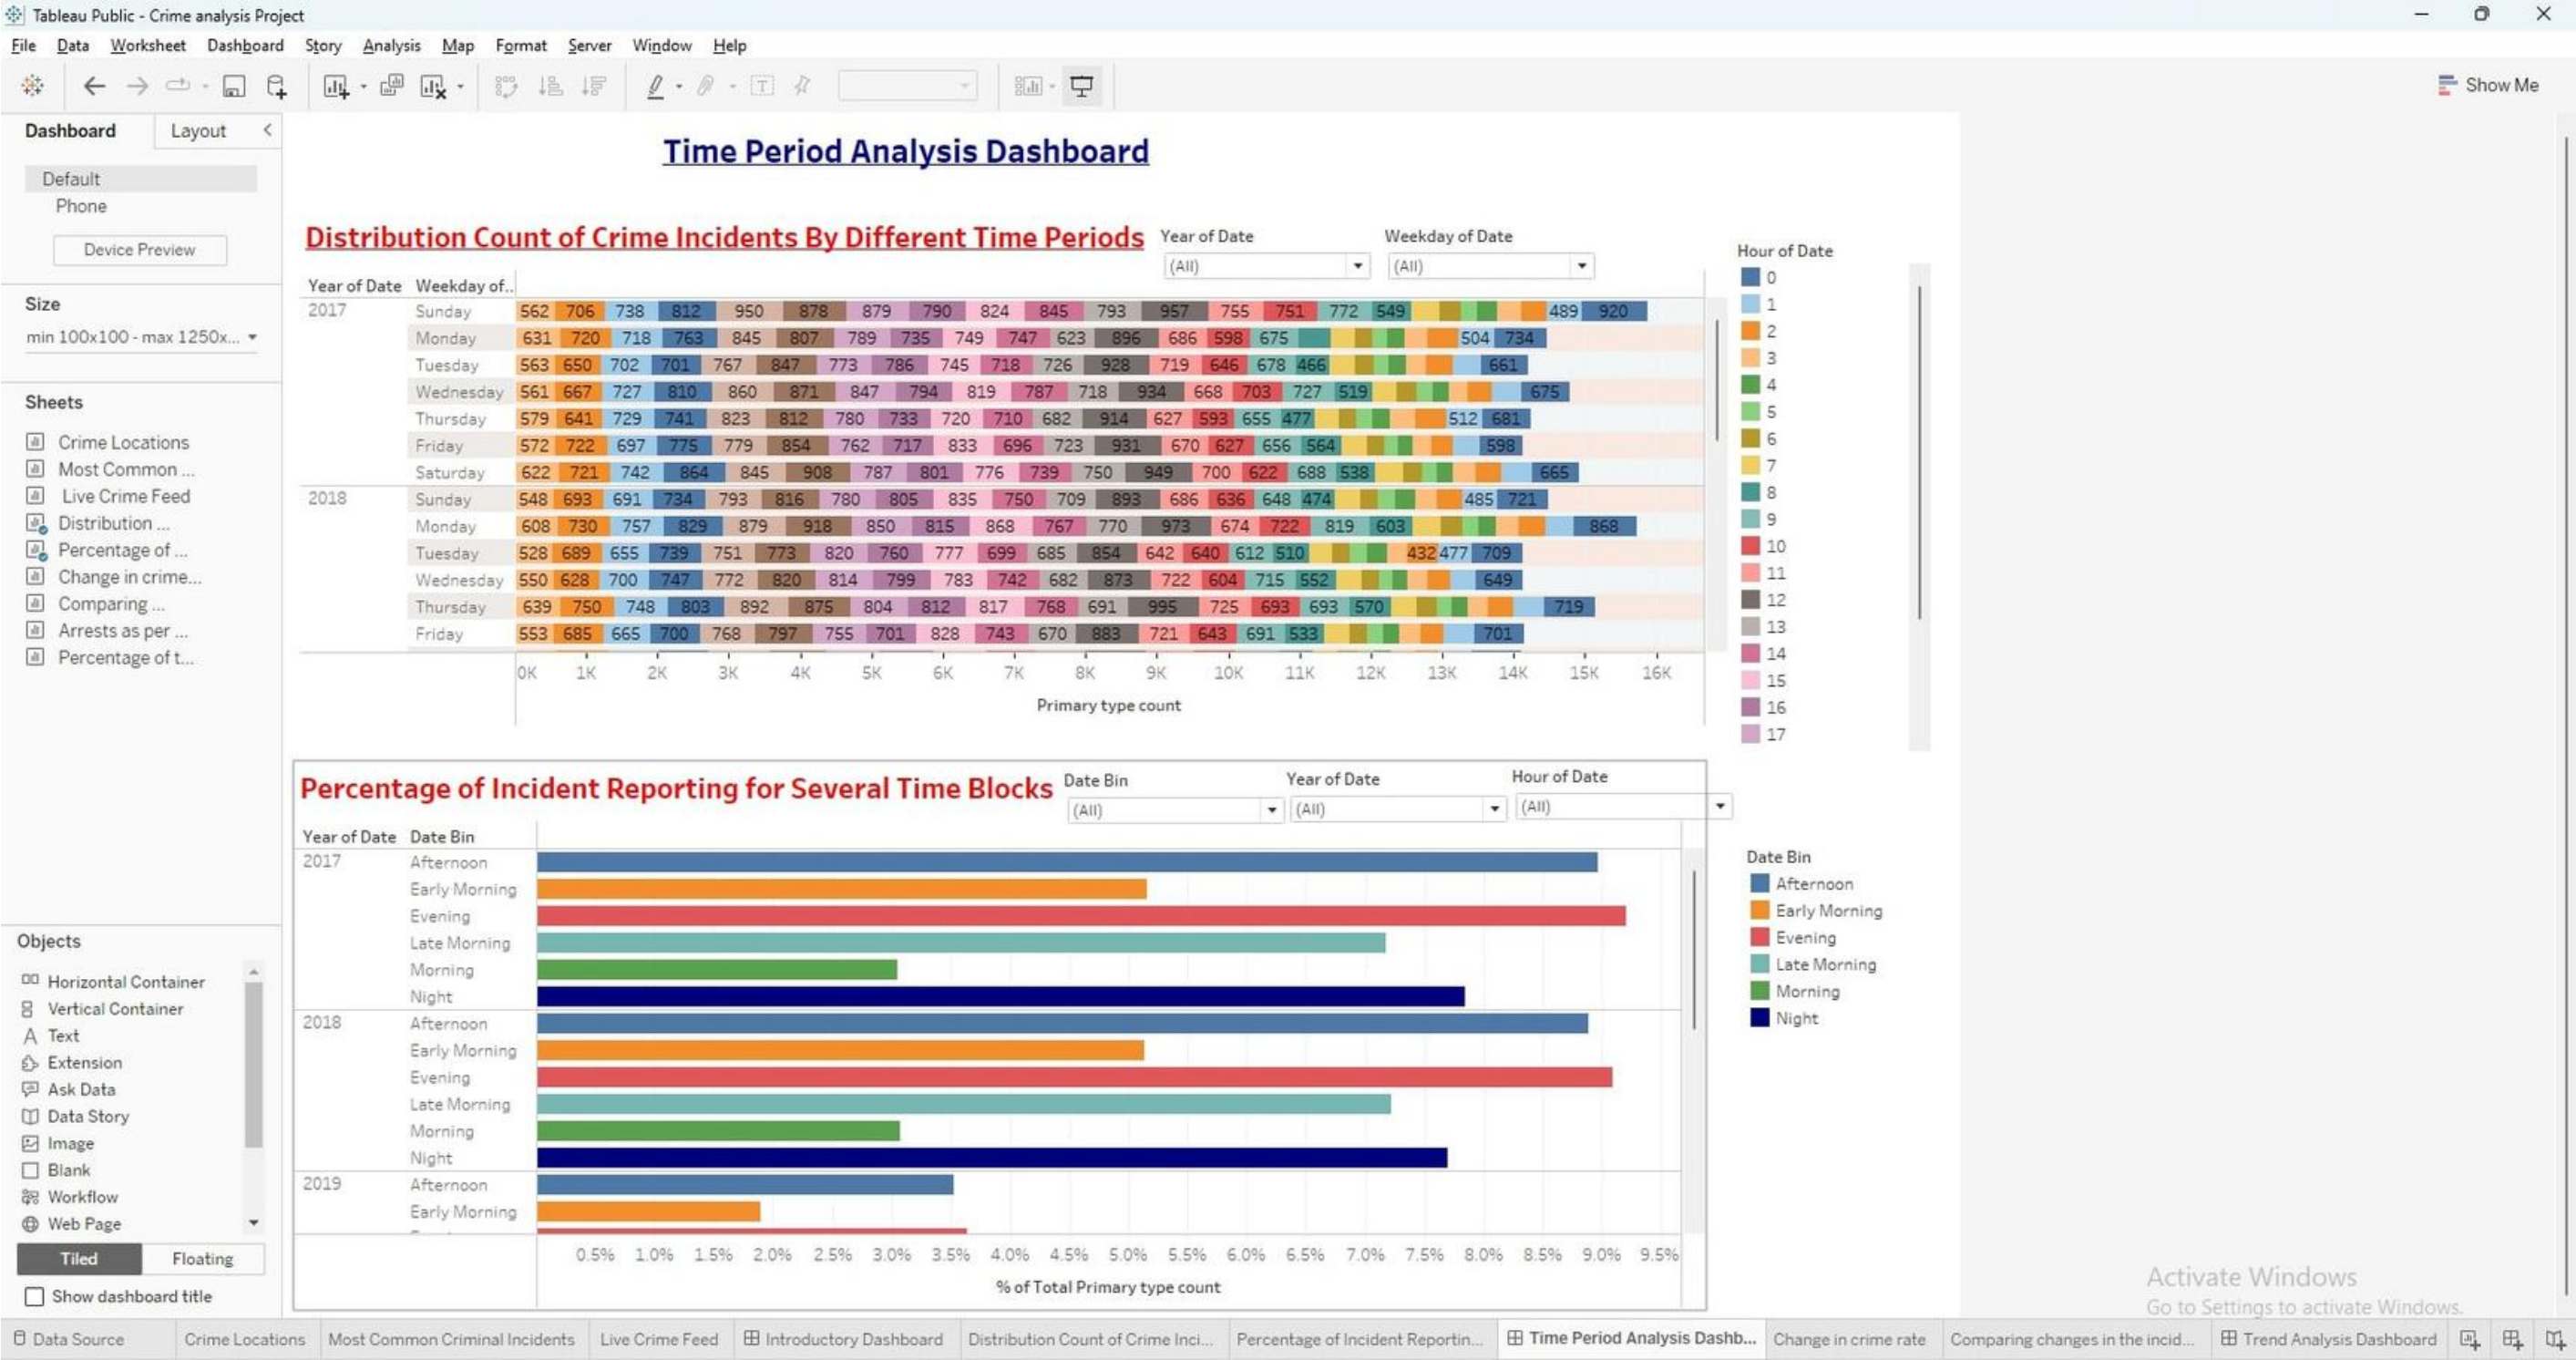 Tableau Public - Crime analysis Project
File Data Worksheet Dashboard Story Analysis Map Format Server Window Help
Show Me
Dashboard Layout
Default
Phone
Device Preview
Size
min 100x100 - max 1250x...
Sheets
Crime Locations
Most Common ...
Live Crime Feed
Distribution ...
Percentage of ...
Change in crime...
Comparing ...
Arrests as per ...
Percentage of t...
Objects
Horizontal Container
Vertical Container
Text
Extension
Ask Data
Data Story
Image
Blank
Workflow
Web Page
Tiled Floating
Show dashboard title
Time Period Analysis Dashboard
Distribution Count of Crime Incidents By Different Time Periods
Year of Date Weekday of Date
(All) (All)
Year of Date Weekday of..
2017 Sunday 562 706 738 812 950 878 879 790 824 845 793 957 755 751 772 549 489 920
Monday 631 720 718 763 845 807 789 735 749 747 623 896 686 598 675 504 734
Tuesday 563 650 702 701 767 847 773 786 745 718 726 928 719 646 678 466 661
Wednesday 561 667 727 810 860 871 847 794 819 787 718 934 668 703 727 519 675
Thursday 579 641 729 741 823 812 780 733 720 710 682 914 627 593 655 477 512 681
Friday 572 722 697 775 779 854 762 717 833 696 723 931 670 627 656 564 598
Saturday 622 721 742 864 845 908 787 801 776 739 750 949 700 622 688 538 665
2018 Sunday 548 693 691 734 793 816 780 805 835 750 709 893 686 636 648 474 485 721
Monday 608 730 757 829 879 918 850 815 868 767 770 973 674 722 819 603 868
Tuesday 528 689 655 739 751 773 820 760 777 699 685 854 642 640 612 510 432 477 709
Wednesday 550 628 700 747 772 820 814 799 783 742 682 873 722 604 715 552 649
Thursday 639 750 748 803 892 875 804 812 817 768 691 995 725 693 693 570 719
Friday 553 685 665 700 768 797 755 701 828 743 670 883 721 643 691 533 701
0K 1K 2K 3K 4K 5K 6K 7K 8K 9K 10K 11K 12K 13K 14K 15K 16K
Primary type count
Hour of Date
0
1
2
3
4
5
6
7
8
9
10
11
12
13
14
15
16
17
Percentage of Incident Reporting for Several Time Blocks
Date Bin Year of Date Hour of Date
(All) (All) (All)
Year of Date Date Bin
2017 Afternoon
Early Morning
Evening
Late Morning
Morning
Night
2018 Afternoon
Early Morning
Evening
Late Morning
Morning
Night
2019 Afternoon
Early Morning
0.5% 1.0% 1.5% 2.0% 2.5% 3.0% 3.5% 4.0% 4.5% 5.0% 5.5% 6.0% 6.5% 7.0% 7.5% 8.0% 8.5% 9.0% 9.5%
% of Total Primary type count
Date Bin
Afternoon
Early Morning
Evening
Late Morning
Morning
Night
Activate Windows
Go to Settings to activate Windows.
Data Source Crime Locations Most Common Criminal Incidents Live Crime Feed Introductory Dashboard Distribution Count of Crime Inci... Percentage of Incident Reportin... Time Period Analysis Dashb... Change in crime rate Comparing changes in the incid... Trend Analysis Dashboard